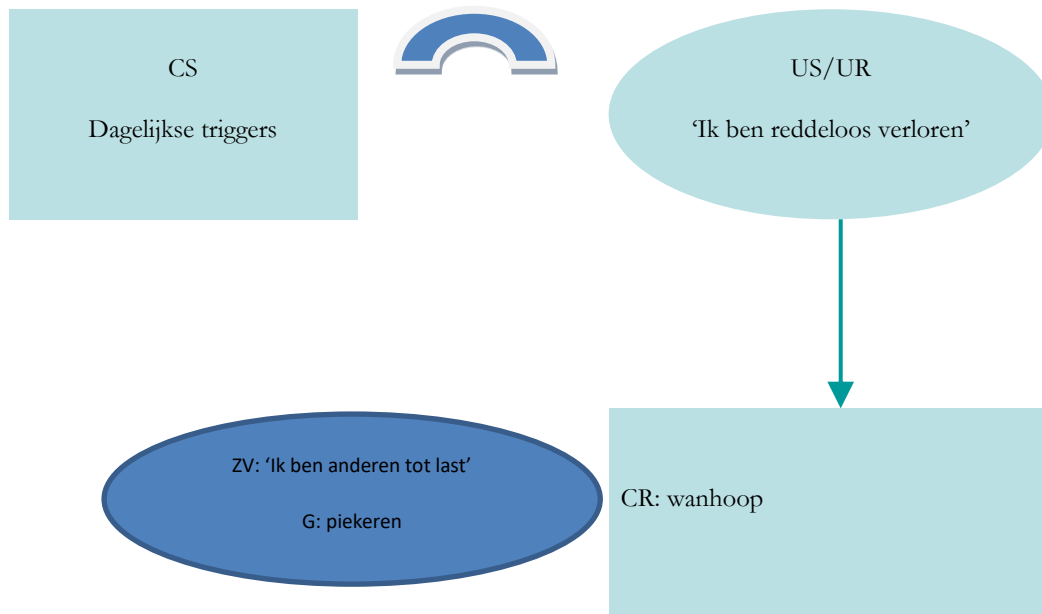 CS
Dagelijkse triggers
US/UR
‘Ik ben reddeloos verloren’
ZV: ‘Ik ben anderen tot last’
G: piekeren
CR: wanhoop